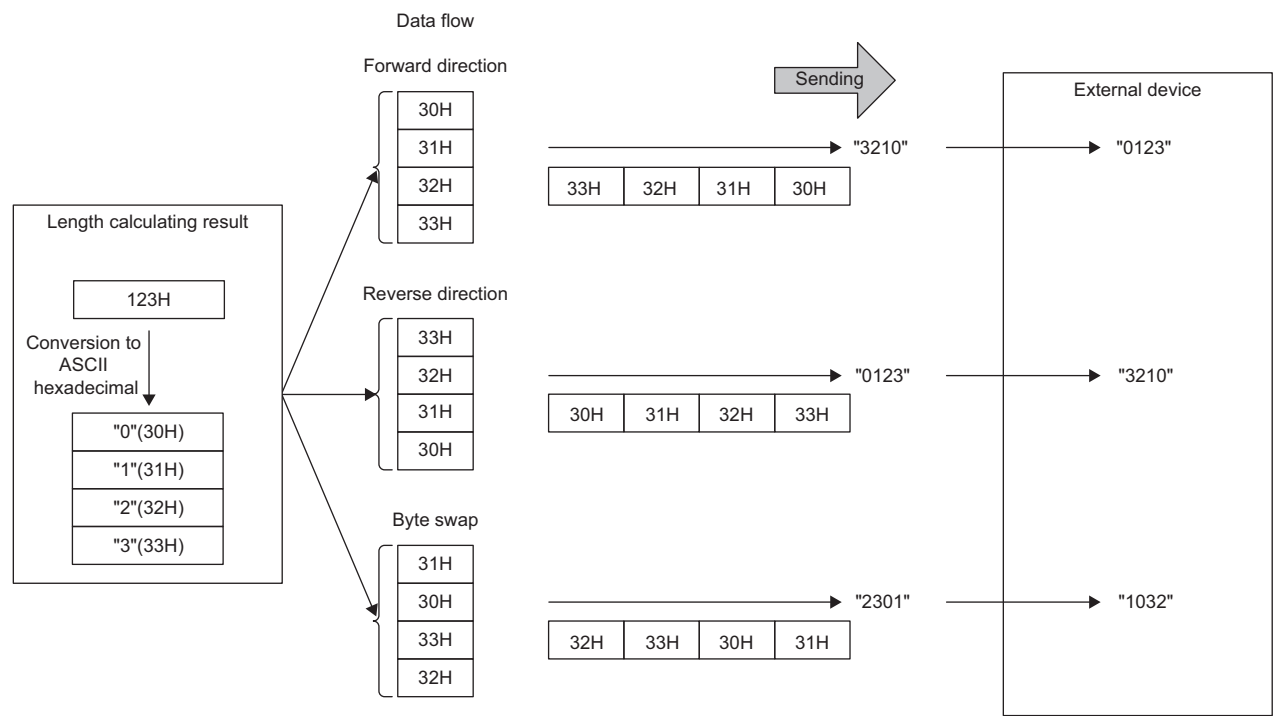 Data flow
Forward direction
30H
31H
32H
33H
Sending
"3210"
33H 32H 31H 30H
External device
"0123"
Length calculating result
123H
Conversion to
ASCII
hexadecimal
"0"(30H)
"1"(31H)
"2"(32H)
"3"(33H)
Reverse direction
33H
32H
31H
30H
"0123"
30H 31H 32H 33H
"3210"
Byte swap
31H
30H
33H
32H
"2301"
32H 33H 30H 31H
"1032"